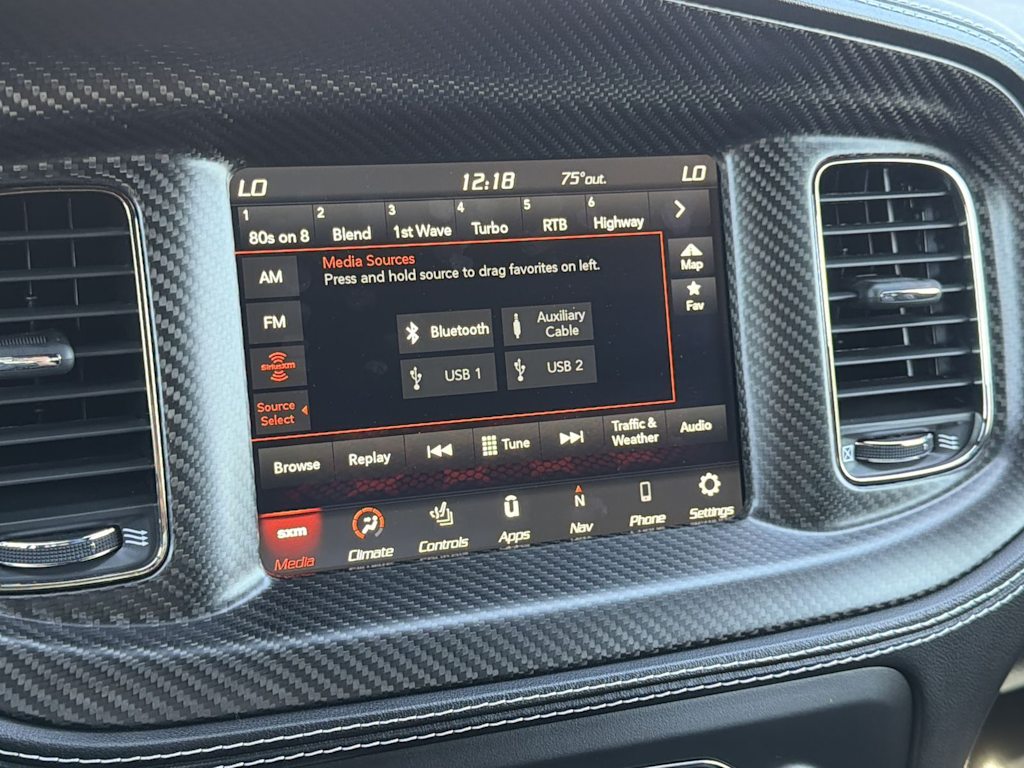 LO 12:18 75°out. LO
1 80s on 8 2 Blend 3 1st Wave 4 Turbo 5 RTB 6 Highway
Media Sources
Press and hold source to drag favorites on left.
AM
FM
siriusxm
Source
Select
Bluetooth
Auxiliary
Cable
USB 1
USB 2
Map
Fav
Browse Replay Tune Traffic &
Weather Audio
sxm N
Media Climate Controls Apps Nav Phone Settings